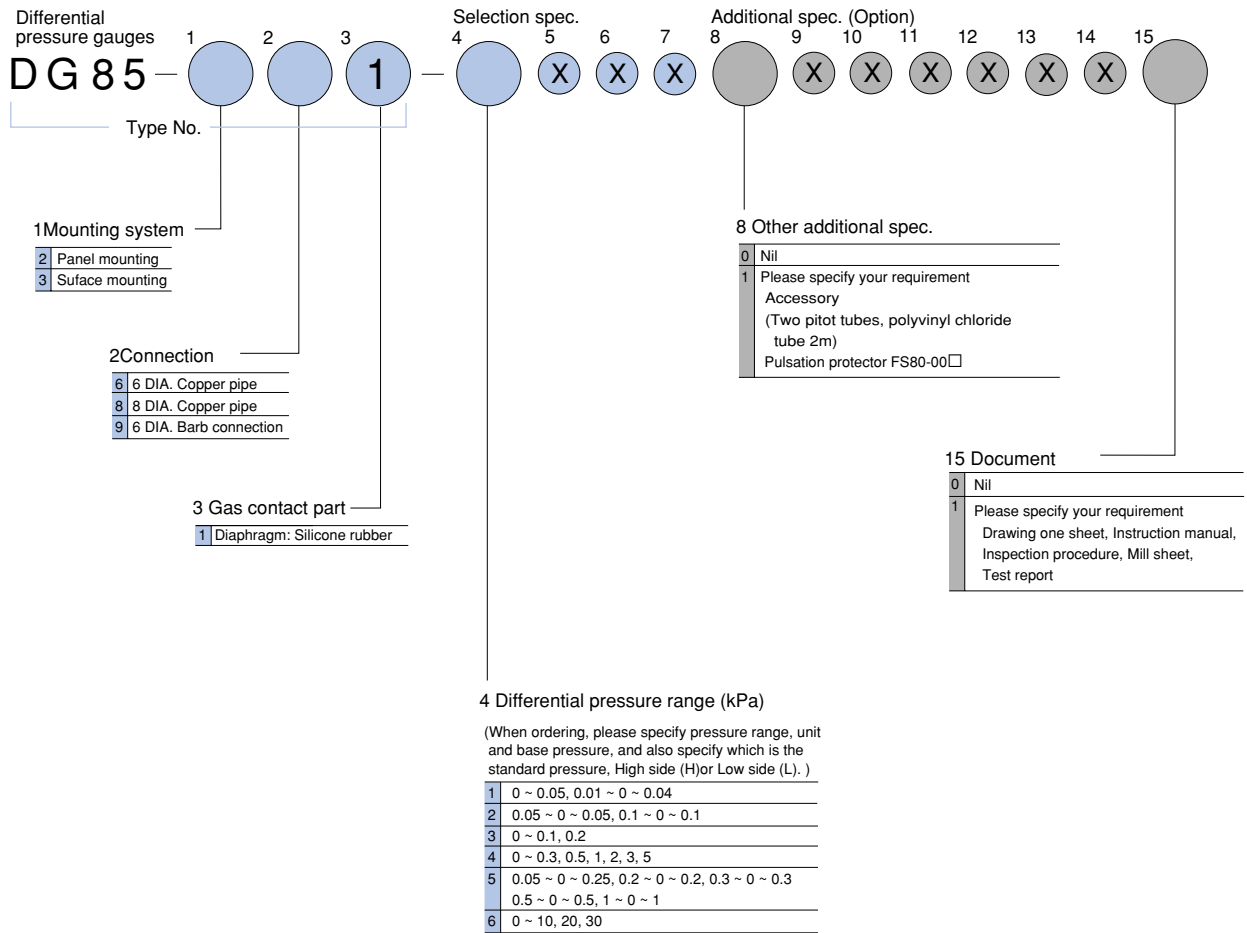 Differential
pressure gauges
Selection spec.
Additional spec. (Option)
1 2 3 4 5 6 7 8 9 10 11 12 13 14 15
DG85 — 1 — X X X X X X X X X
Type No.
1Mounting system
2 Panel mounting
3 Suface mounting
2Connection
6 6 DIA. Copper pipe
8 8 DIA. Copper pipe
9 6 DIA. Barb connection
3 Gas contact part
1 Diaphragm: Silicone rubber
4 Differential pressure range (kPa)
(When ordering, please specify pressure range, unit
and base pressure, and also specify which is the
standard pressure, High side (H)or Low side (L). )
1 0 ~ 0.05, 0.01 ~ 0 ~ 0.04
2 0.05 ~ 0 ~ 0.05, 0.1 ~ 0 ~ 0.1
3 0 ~ 0.1, 0.2
4 0 ~ 0.3, 0.5, 1, 2, 3, 5
5 0.05 ~ 0 ~ 0.25, 0.2 ~ 0 ~ 0.2, 0.3 ~ 0 ~ 0.3
0.5 ~ 0 ~ 0.5, 1 ~ 0 ~ 1
6 0 ~ 10, 20, 30
8 Other additional spec.
0 Nil
1 Please specify your requirement
Accessory
(Two pitot tubes, polyvinyl chloride
tube 2m)
Pulsation protector FS80-00□
15 Document
0 Nil
1 Please specify your requirement
Drawing one sheet, Instruction manual,
Inspection procedure, Mill sheet,
Test report